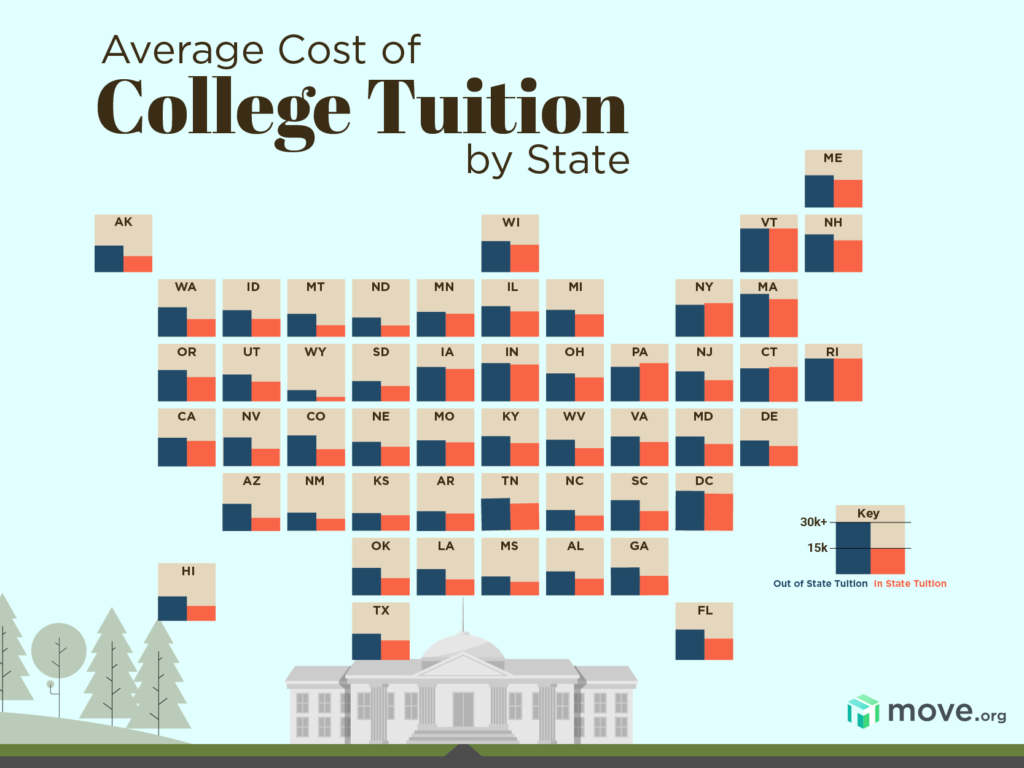 Average Cost of
College Tuition
by State
ME
AK
WI
VT
NH
WA
ID
MT
ND
MN
IL
MI
NY
MA
OR
UT
WY
SD
IA
IN
OH
PA
NJ
CT
RI
CA
NV
CO
NE
MO
KY
WV
VA
MD
DE
AZ
NM
KS
AR
TN
NC
SC
DC
Key
30k+
15k
Out of State Tuition In State Tuition
OK
LA
MS
AL
GA
HI
TX
FL
move.org